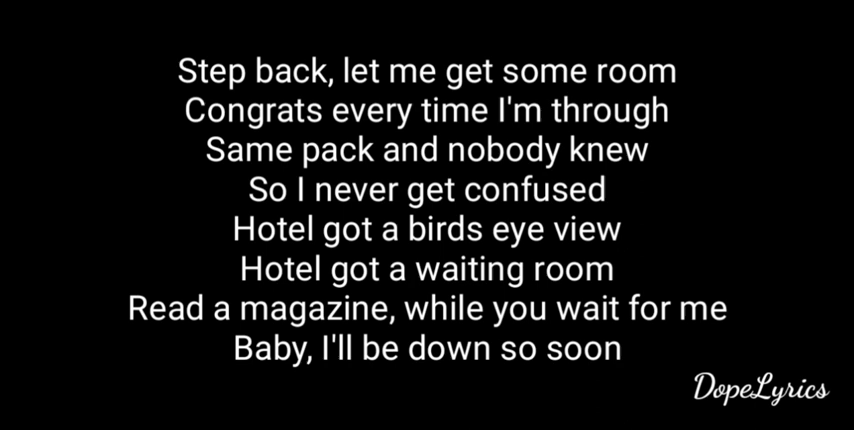 Step back, let me get some room
Congrats every time I'm through
Same pack and nobody knew
So I never get confused
Hotel got a birds eye view
Hotel got a waiting room
Read a magazine, while you wait for me
Baby, I'll be down so soon
DopeLyrics